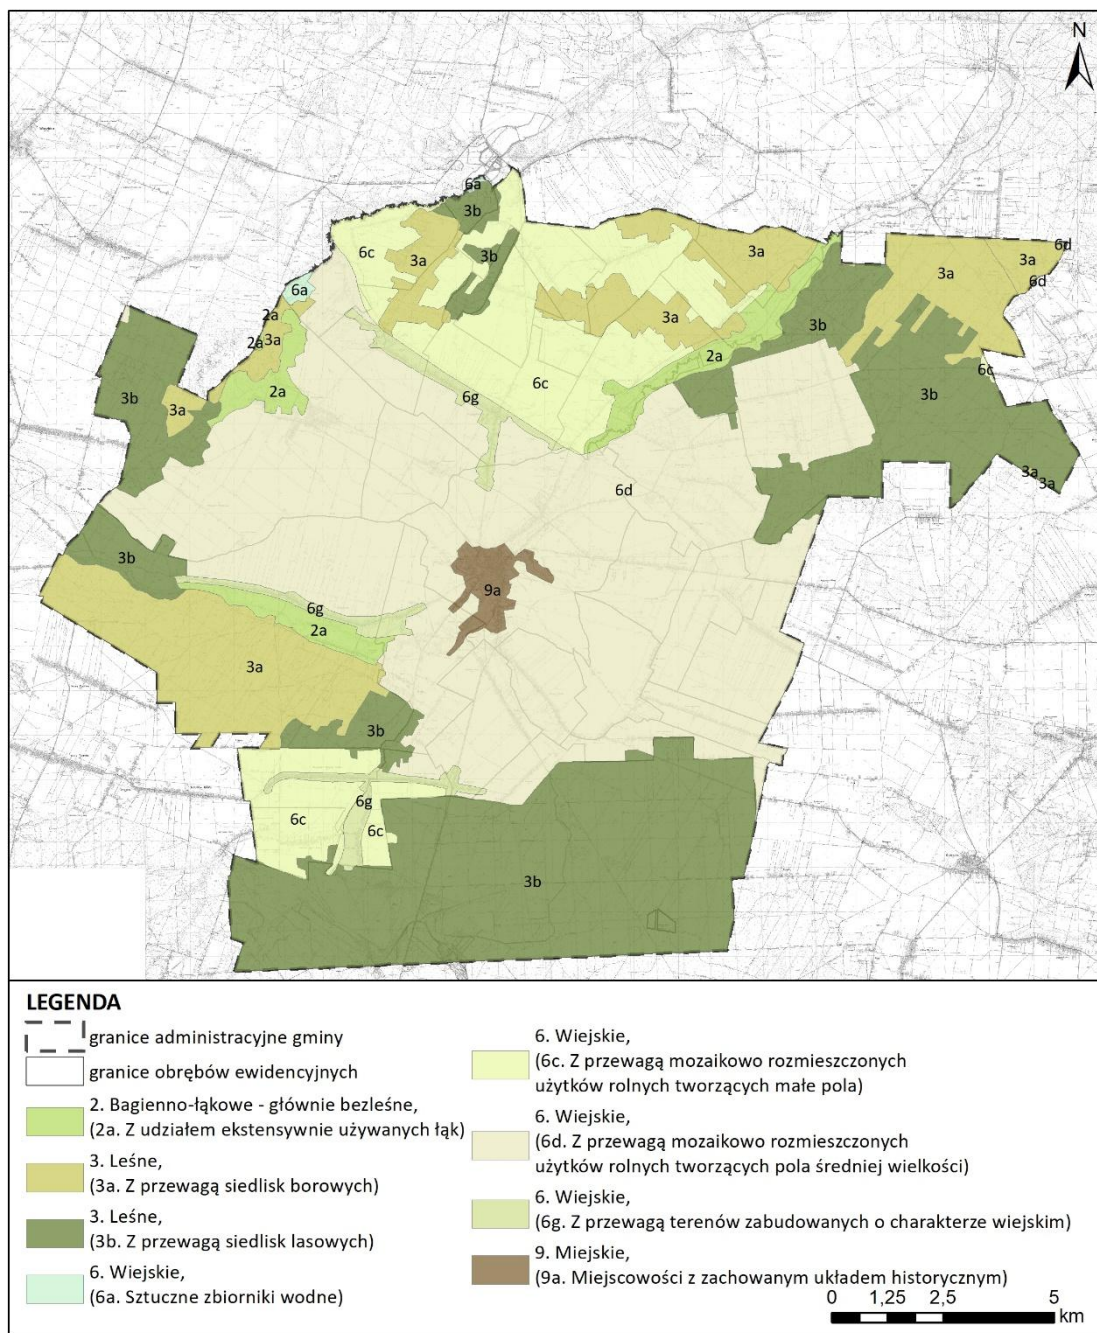 N
6a
3b
6c
3a
3b
3a
3a
6d
3a
6d
6a
2a
3a
2a
3a
3b
2a
6c
6g
6c
2a
3b
3b
3a
6d
3a
3a
3b
9a
6g
2a
3a
3b
6g
6c
6c
3b
LEGENDA
granice administracyjne gminy
granice obrębów ewidencyjnych
2. Bagienno-łąkowe - głównie bezleśne,
(2a. Z udziałem ekstensywnie używanych łąk)
3. Leśne,
(3a. Z przewagą siedlisk borowych)
3. Leśne,
(3b. Z przewagą siedlisk lasowych)
6. Wiejskie,
(6a. Sztuczne zbiorniki wodne)
6. Wiejskie,
(6c. Z przewagą mozaikowo rozmieszczonych
użytków rolnych tworzących małe pola)
6. Wiejskie,
(6d. Z przewagą mozaikowo rozmieszczonych
użytków rolnych tworzących pola średniej wielkości)
6. Wiejskie,
(6g. Z przewagą terenów zabudowanych o charakterze wiejskim)
9. Miejskie,
(9a. Miejscowości z zachowanym układem historycznym)
0 1,25 2,5 5
km